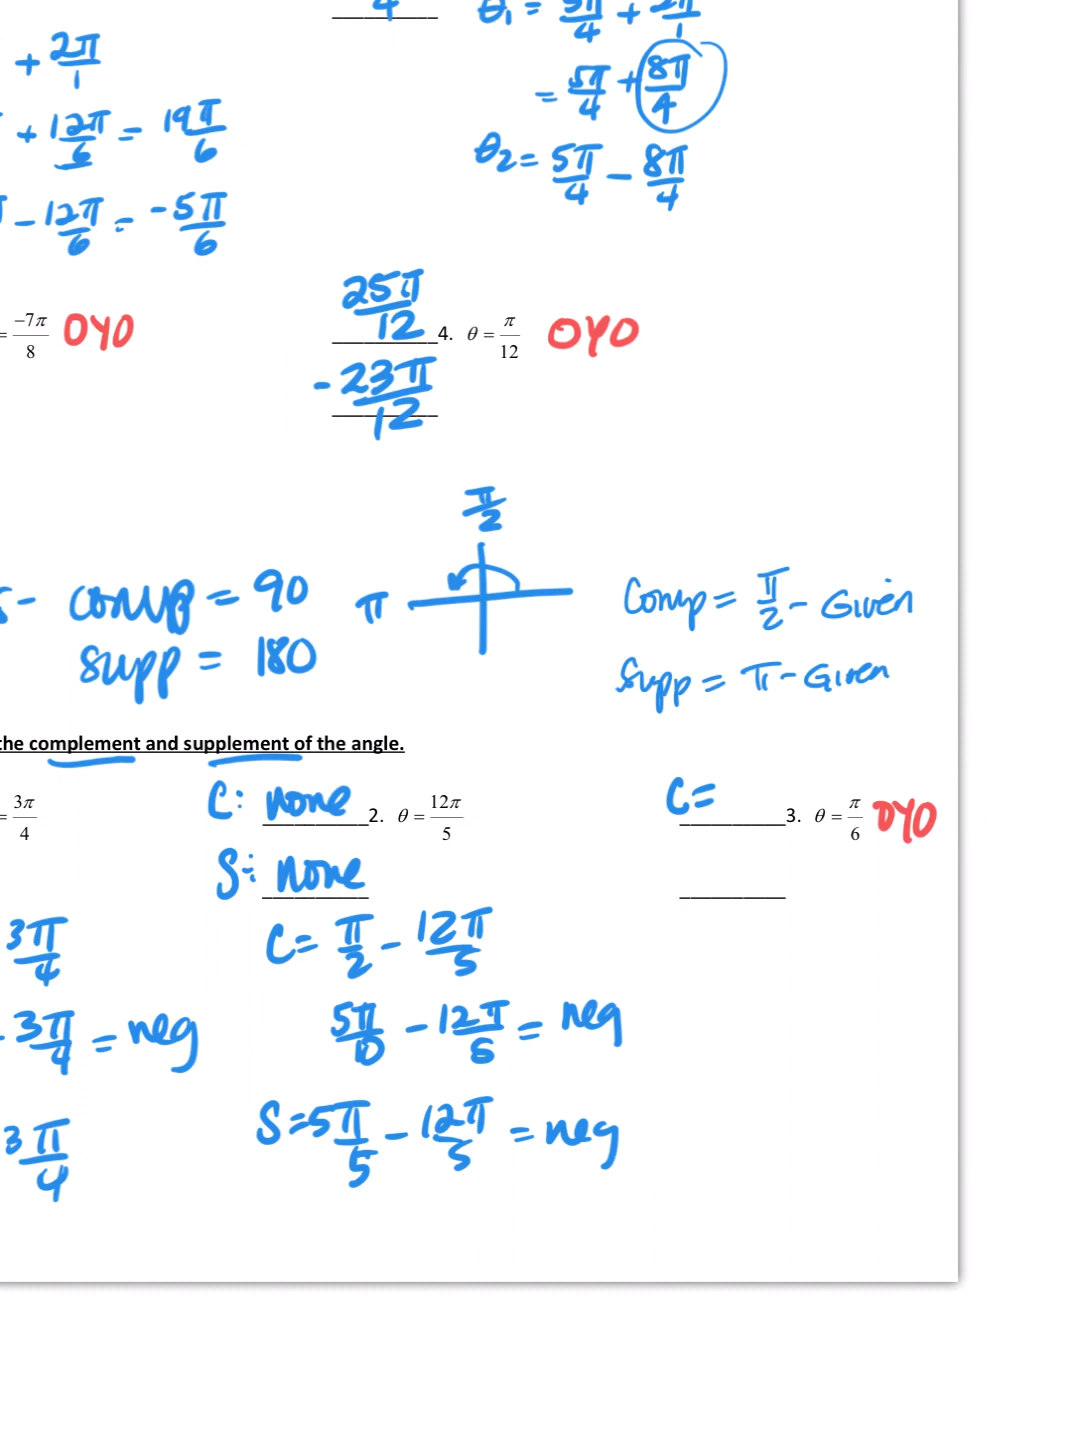 4 θ₁ = 5π/4 + 2π/1
+ 2π/1
= 5π/4 + 8π/4
+ 12π/6 = 19π/6
θ₂ = 5π/4 − 8π/4
− 12π/6 = −5π/6
25π/12
= −7π/8 OYO 4. θ = π/12 OYO
−23π/12
π/2
comp = 90 π Comp = π/2 − Given
supp = 180 Supp = π − Given
the complement and supplement of the angle.
= 3π/4 C: none 2. θ = 12π/5 C= 3. θ = π/6 OYO
S: none
3π/4 C = π/2 − 12π/5
- 3π/4 = neg 5π/10 − 12π/5 = neg
3π/4 S = 5π/5 − 12π/5 = neg